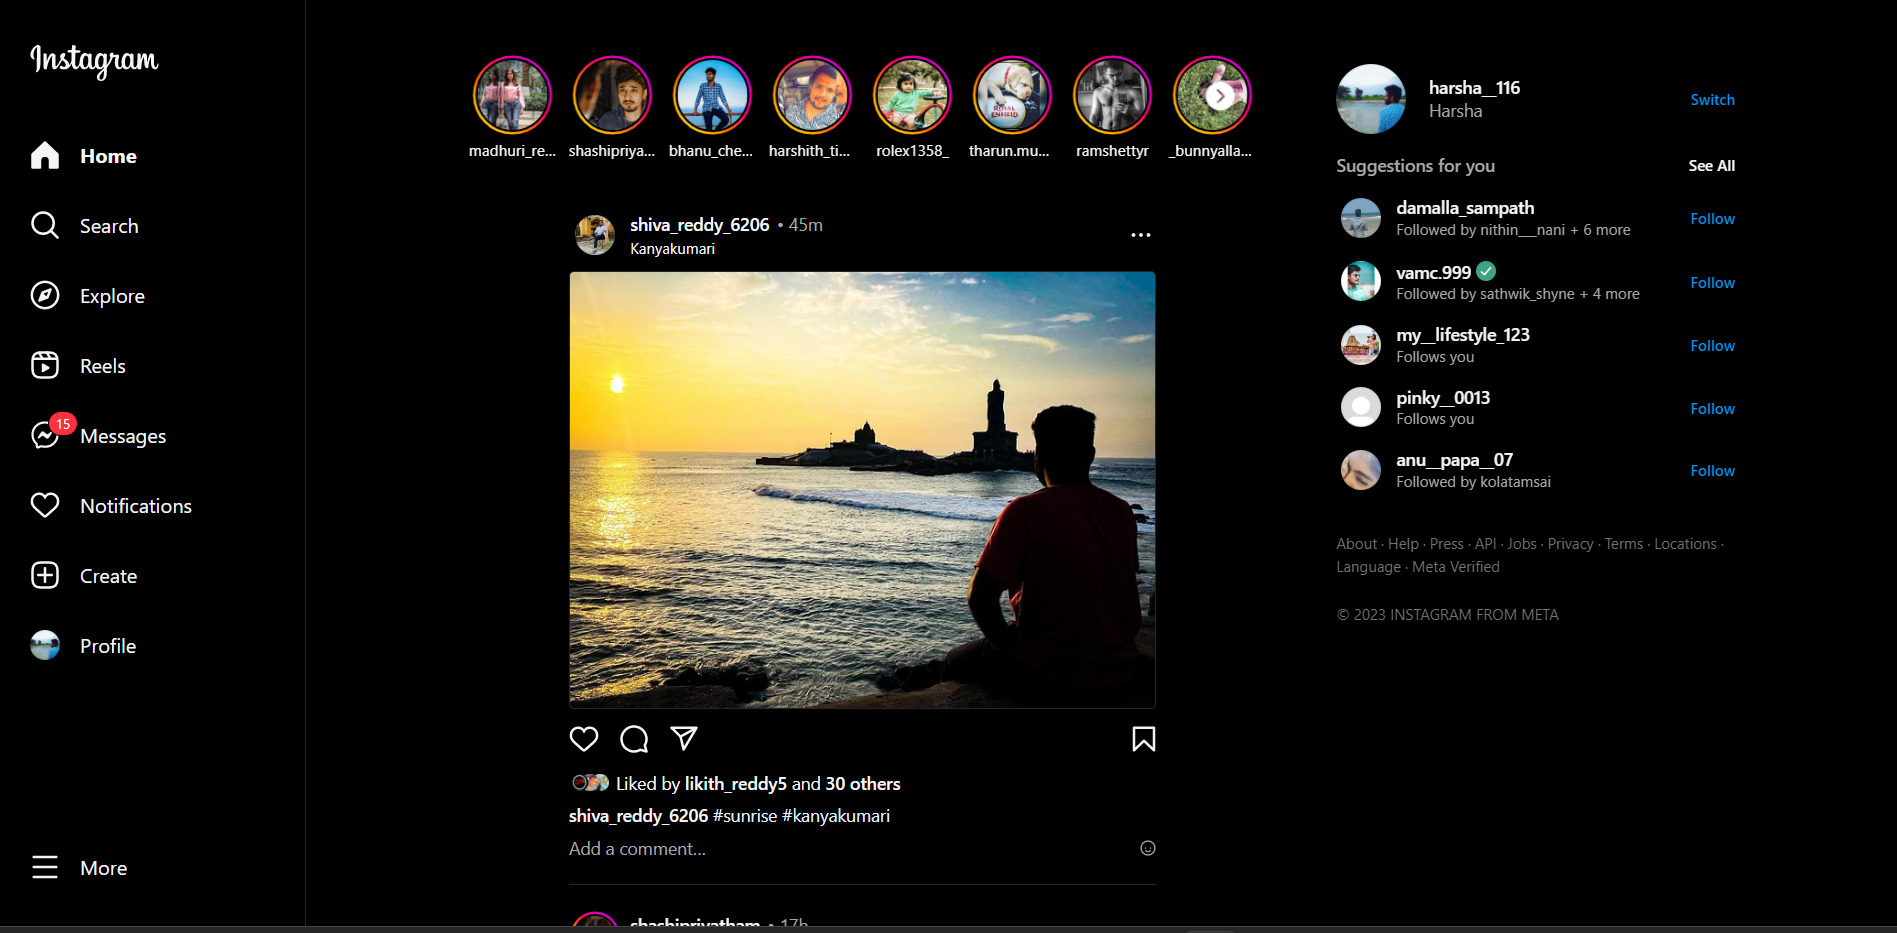 Instagram
Home
Search
Explore
Reels
15
Messages
Notifications
Create
Profile
More
madhuri_re...
shashipriya...
bhanu_che...
harshith_ti...
rolex1358_
tharun.mu...
ramshettyr
_bunnyalla...
ROYAL
ENFIELD
shiva_reddy_6206 • 45m
Kanyakumari
Liked by likith_reddy5 and 30 others
shiva_reddy_6206 #sunrise #kanyakumari
Add a comment...
shashipriyatham • 17h
harsha__116
Harsha
Switch
Suggestions for you
See All
damalla_sampath
Followed by nithin___nani + 6 more
Follow
vamc.999
Followed by sathwik_shyne + 4 more
Follow
my__lifestyle_123
Follows you
Follow
pinky__0013
Follows you
Follow
anu__papa__07
Followed by kolatamsai
Follow
About · Help · Press · API · Jobs · Privacy · Terms · Locations ·
Language · Meta Verified
© 2023 INSTAGRAM FROM META